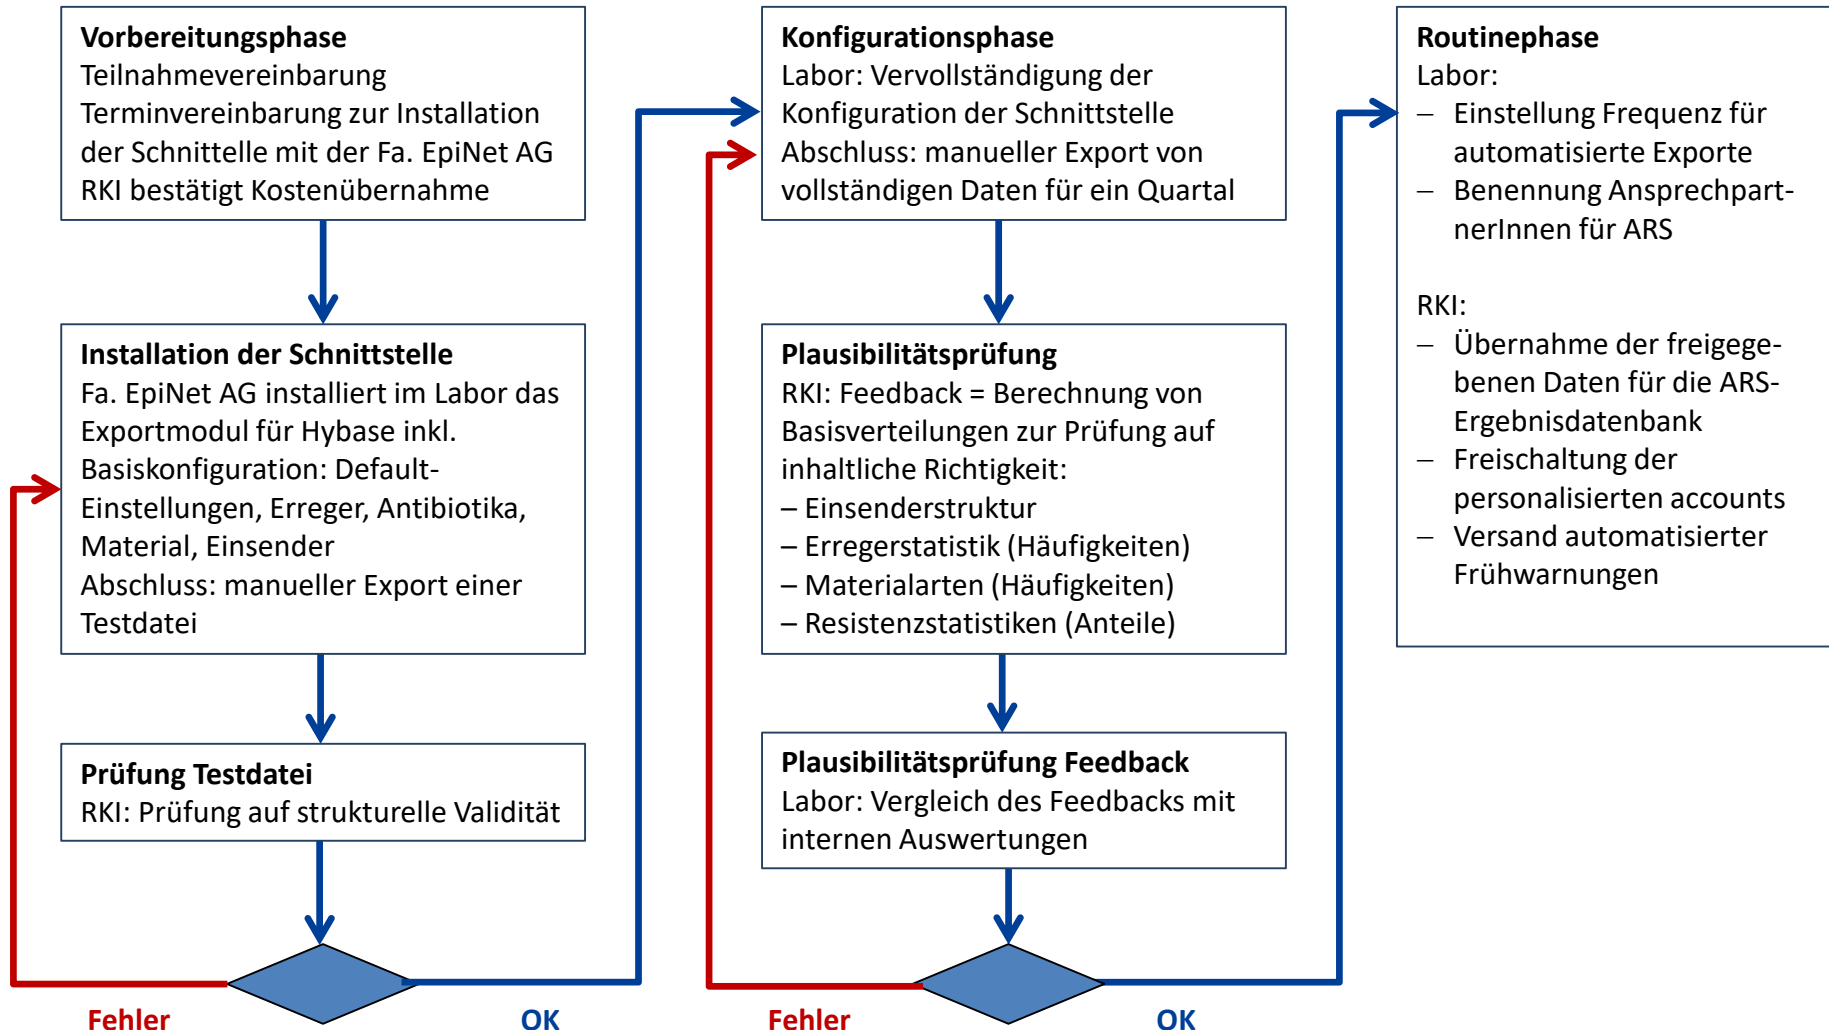 Vorbereitungsphase
Teilnahmevereinbarung
Terminvereinbarung zur Installation
der Schnittelle mit der Fa. EpiNet AG
RKI bestätigt Kostenübernahme
Installation der Schnittstelle
Fa. EpiNet AG installiert im Labor das
Exportmodul für Hybase inkl.
Basiskonfiguration: Default-
Einstellungen, Erreger, Antibiotika,
Material, Einsender
Abschluss: manueller Export einer
Testdatei
Prüfung Testdatei
RKI: Prüfung auf strukturelle Validität
Fehler
OK
Konfigurationsphase
Labor: Vervollständigung der
Konfiguration der Schnittstelle
Abschluss: manueller Export von
vollständigen Daten für ein Quartal
Plausibilitätsprüfung
RKI: Feedback = Berechnung von
Basisverteilungen zur Prüfung auf
inhaltliche Richtigkeit:
– Einsenderstruktur
– Erregerstatistik (Häufigkeiten)
– Materialarten (Häufigkeiten)
– Resistenzstatistiken (Anteile)
Plausibilitätsprüfung Feedback
Labor: Vergleich des Feedbacks mit
internen Auswertungen
Fehler
OK
Routinephase
Labor:
– Einstellung Frequenz für
automatisierte Exporte
– Benennung Ansprechpart-
nerInnen für ARS
RKI:
– Übernahme der freigege-
benen Daten für die ARS-
Ergebnisdatenbank
– Freischaltung der
personalisierten accounts
– Versand automatisierter
Frühwarnungen